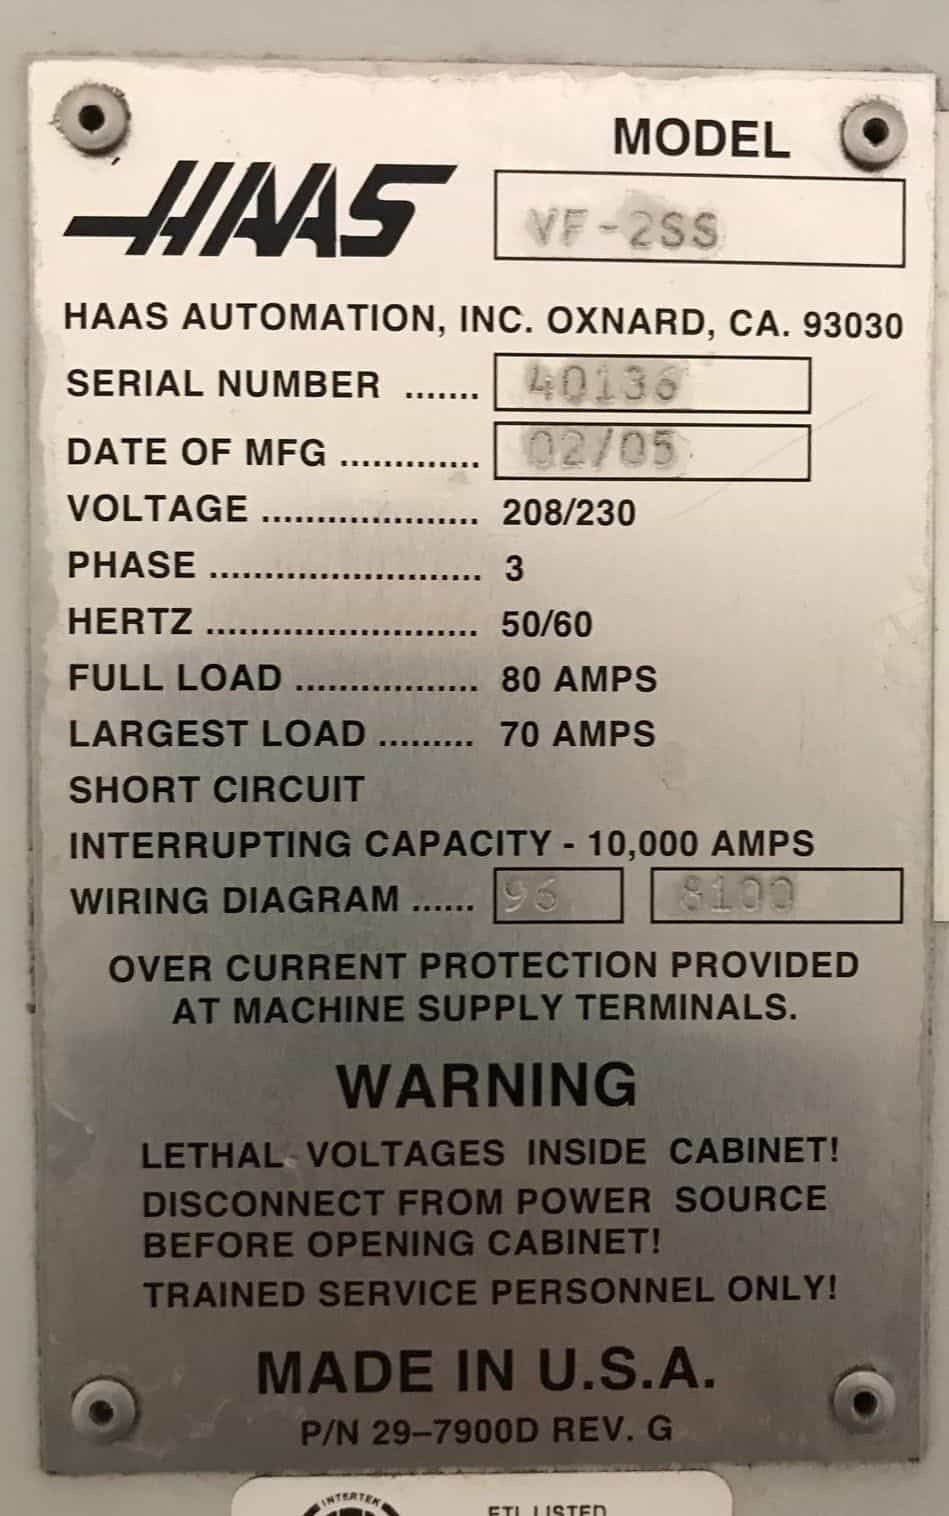 MODEL
HAAS VF-2SS
HAAS AUTOMATION, INC. OXNARD, CA. 93030
SERIAL NUMBER ....... 40136
DATE OF MFG ............. 02/05
VOLTAGE .................... 208/230
PHASE ......................... 3
HERTZ ......................... 50/60
FULL LOAD ................. 80 AMPS
LARGEST LOAD ......... 70 AMPS
SHORT CIRCUIT
INTERRUPTING CAPACITY - 10,000 AMPS
WIRING DIAGRAM ...... 96 8100
OVER CURRENT PROTECTION PROVIDED
AT MACHINE SUPPLY TERMINALS.
WARNING
LETHAL VOLTAGES INSIDE CABINET!
DISCONNECT FROM POWER SOURCE
BEFORE OPENING CABINET!
TRAINED SERVICE PERSONNEL ONLY!
MADE IN U.S.A.
P/N 29-7900D REV. G
INTERTEK ETL LISTED